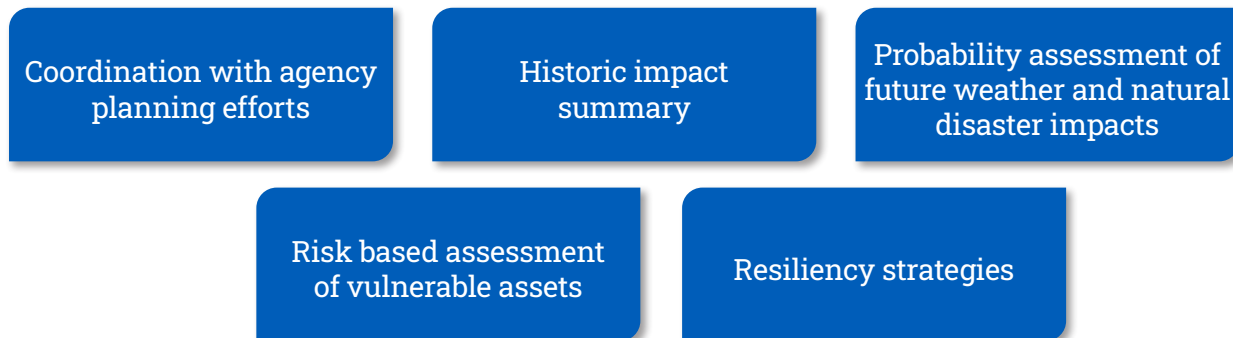 Coordination with agency
planning efforts
Historic impact
summary
Probability assessment of
future weather and natural
disaster impacts
Risk based assessment
of vulnerable assets
Resiliency strategies